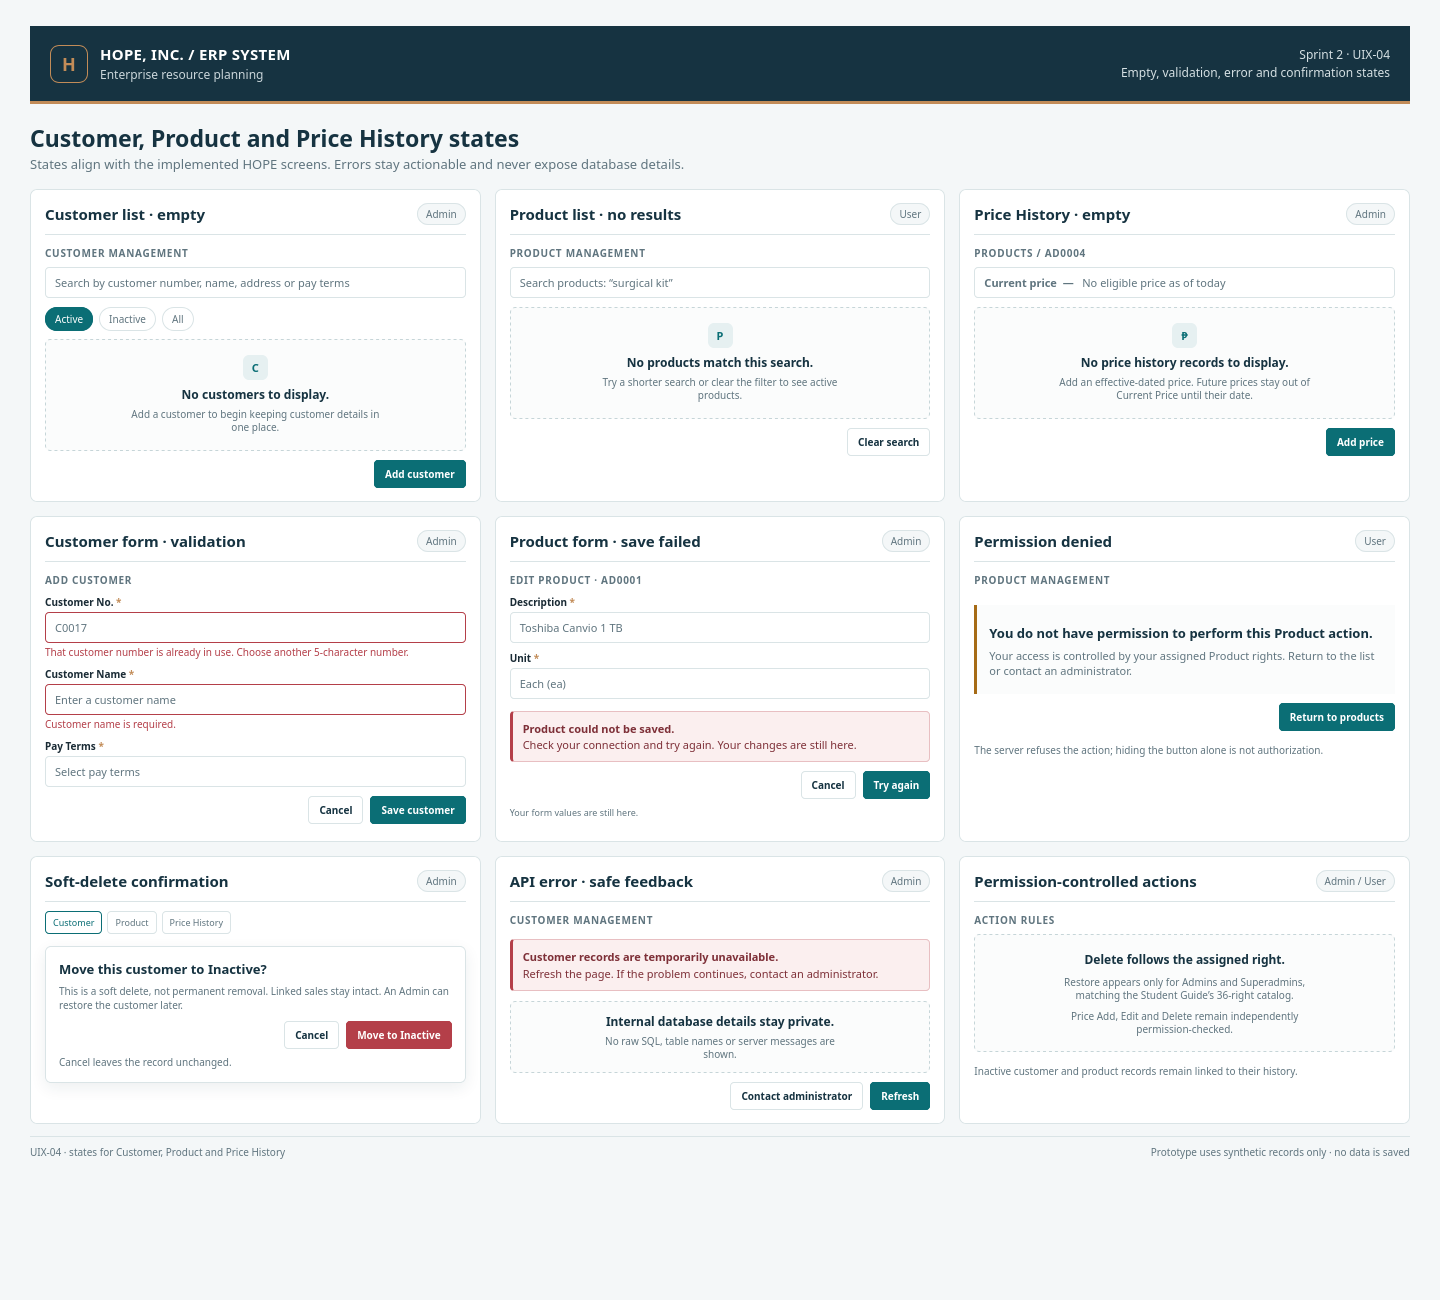 H
HOPE, INC. / ERP SYSTEM
Enterprise resource planning
Sprint 2 · UIX-04
Empty, validation, error and confirmation states
Customer, Product and Price History states
States align with the implemented HOPE screens. Errors stay actionable and never expose database details.
Customer list · empty
Admin
CUSTOMER MANAGEMENT
Search by customer number, name, address or pay terms
Active
Inactive
All
C
No customers to display.
Add a customer to begin keeping customer details in
one place.
Add customer
Product list · no results
User
PRODUCT MANAGEMENT
Search products: “surgical kit”
P
No products match this search.
Try a shorter search or clear the filter to see active
products.
Clear search
Price History · empty
Admin
PRODUCTS / AD0004
Current price — No eligible price as of today
₱
No price history records to display.
Add an effective-dated price. Future prices stay out of
Current Price until their date.
Add price
Customer form · validation
Admin
ADD CUSTOMER
Customer No. *
C0017
That customer number is already in use. Choose another 5-character number.
Customer Name *
Enter a customer name
Customer name is required.
Pay Terms *
Select pay terms
Cancel
Save customer
Product form · save failed
Admin
EDIT PRODUCT · AD0001
Description *
Toshiba Canvio 1 TB
Unit *
Each (ea)
Product could not be saved.
Check your connection and try again. Your changes are still here.
Cancel
Try again
Your form values are still here.
Permission denied
User
PRODUCT MANAGEMENT
You do not have permission to perform this Product action.
Your access is controlled by your assigned Product rights. Return to the list
or contact an administrator.
Return to products
The server refuses the action; hiding the button alone is not authorization.
Soft-delete confirmation
Admin
Customer
Product
Price History
Move this customer to Inactive?
This is a soft delete, not permanent removal. Linked sales stay intact. An Admin can
restore the customer later.
Cancel
Move to Inactive
Cancel leaves the record unchanged.
API error · safe feedback
Admin
CUSTOMER MANAGEMENT
Customer records are temporarily unavailable.
Refresh the page. If the problem continues, contact an administrator.
Internal database details stay private.
No raw SQL, table names or server messages are
shown.
Contact administrator
Refresh
Permission-controlled actions
Admin / User
ACTION RULES
Delete follows the assigned right.
Restore appears only for Admins and Superadmins,
matching the Student Guide’s 36-right catalog.
Price Add, Edit and Delete remain independently
permission-checked.
Inactive customer and product records remain linked to their history.
UIX-04 · states for Customer, Product and Price History
Prototype uses synthetic records only · no data is saved